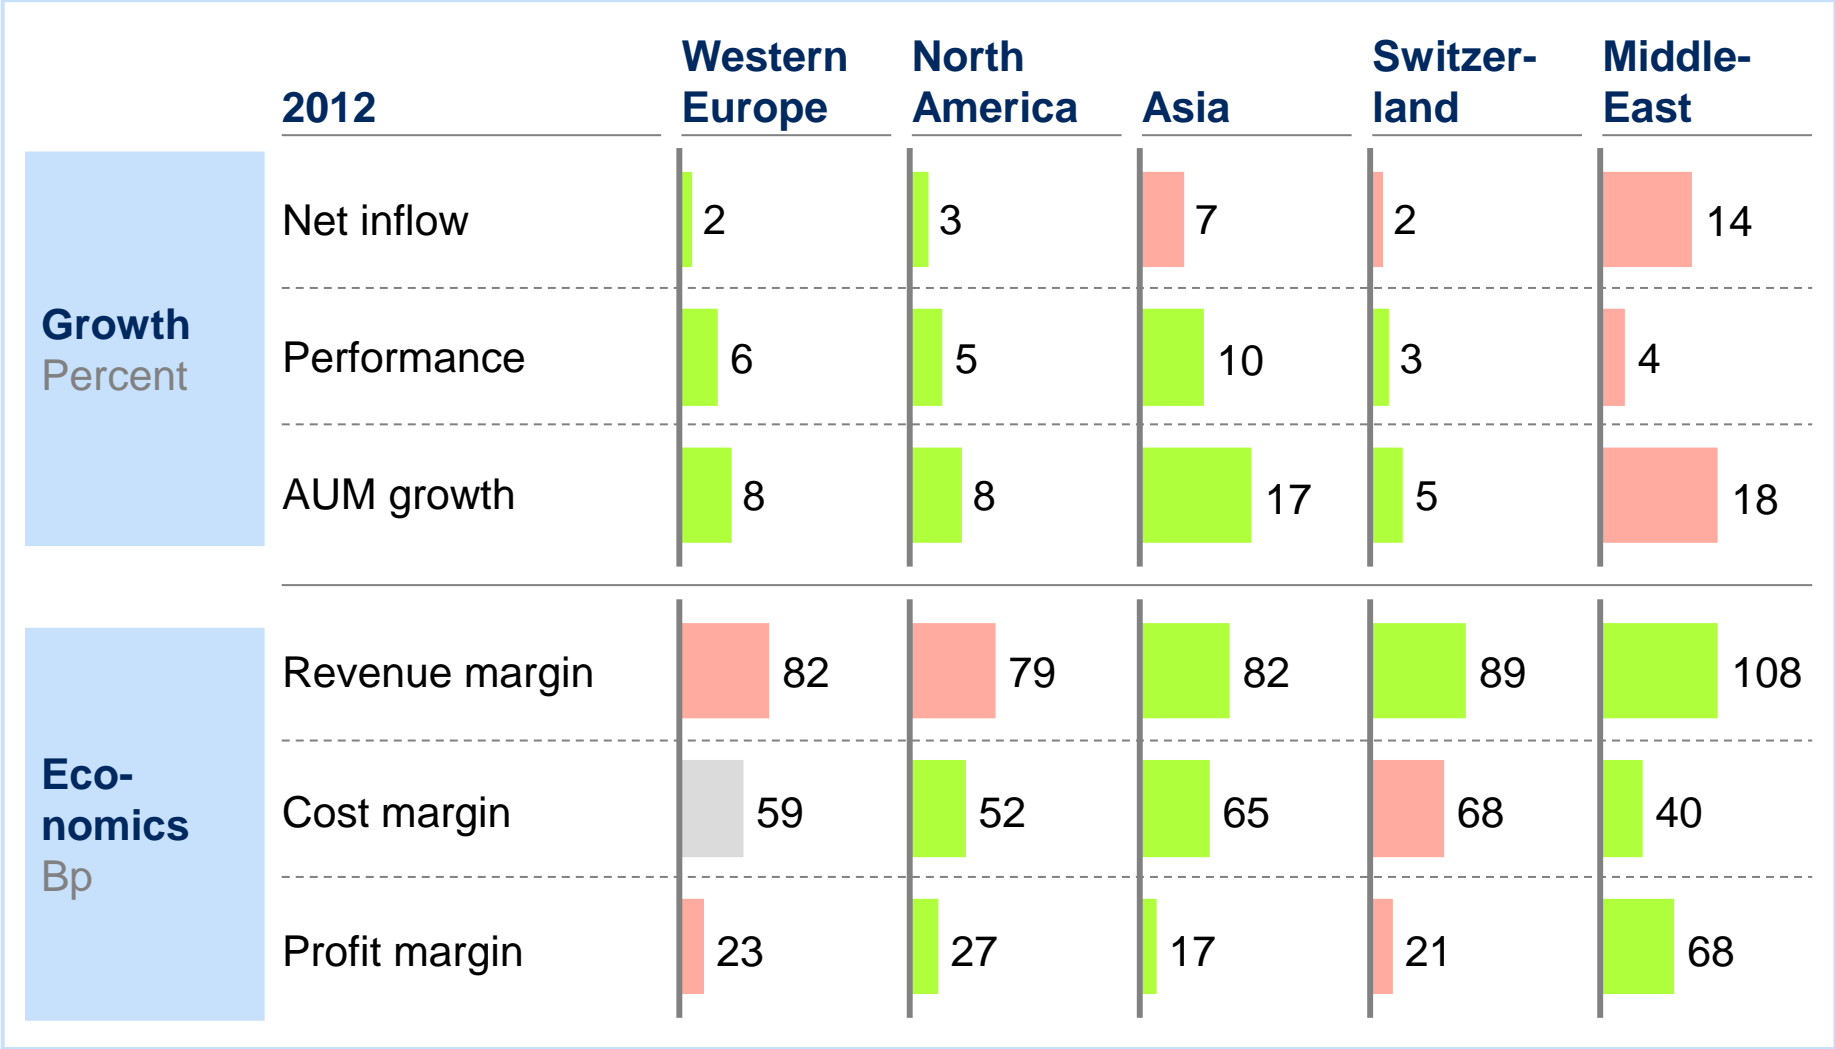 2012
Western
Europe
North
America
Asia
Switzer-
land
Middle-
East
Growth
Percent
Net inflow 2 3 7 2 14
Performance 6 5 10 3 4
AUM growth 8 8 17 5 18
Eco-
nomics
Bp
Revenue margin 82 79 82 89 108
Cost margin 59 52 65 68 40
Profit margin 23 27 17 21 68